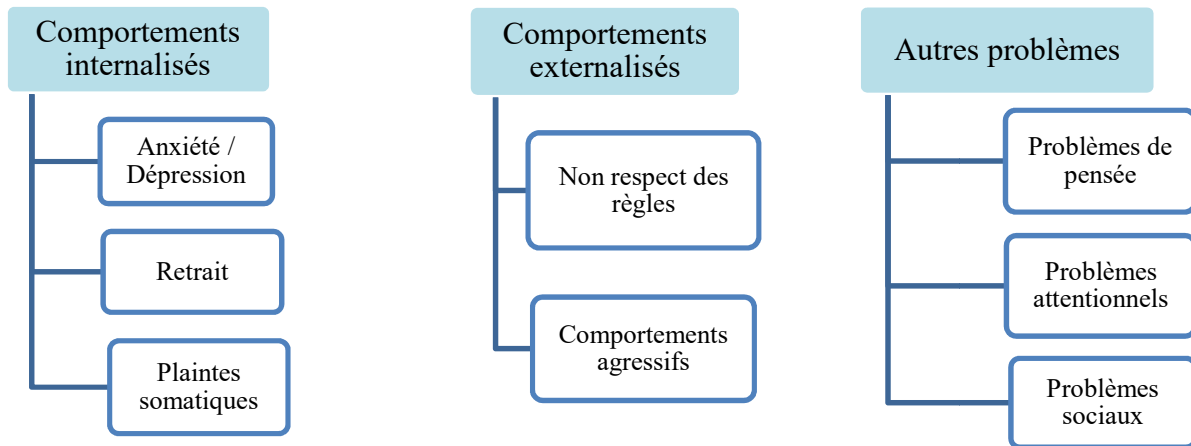 Comportements
internalisés
Anxiété /
Dépression
Retrait
Plaintes
somatiques
Comportements
externalisés
Non respect des
règles
Comportements
agressifs
Autres problèmes
Problèmes de
pensée
Problèmes
attentionnels
Problèmes
sociaux